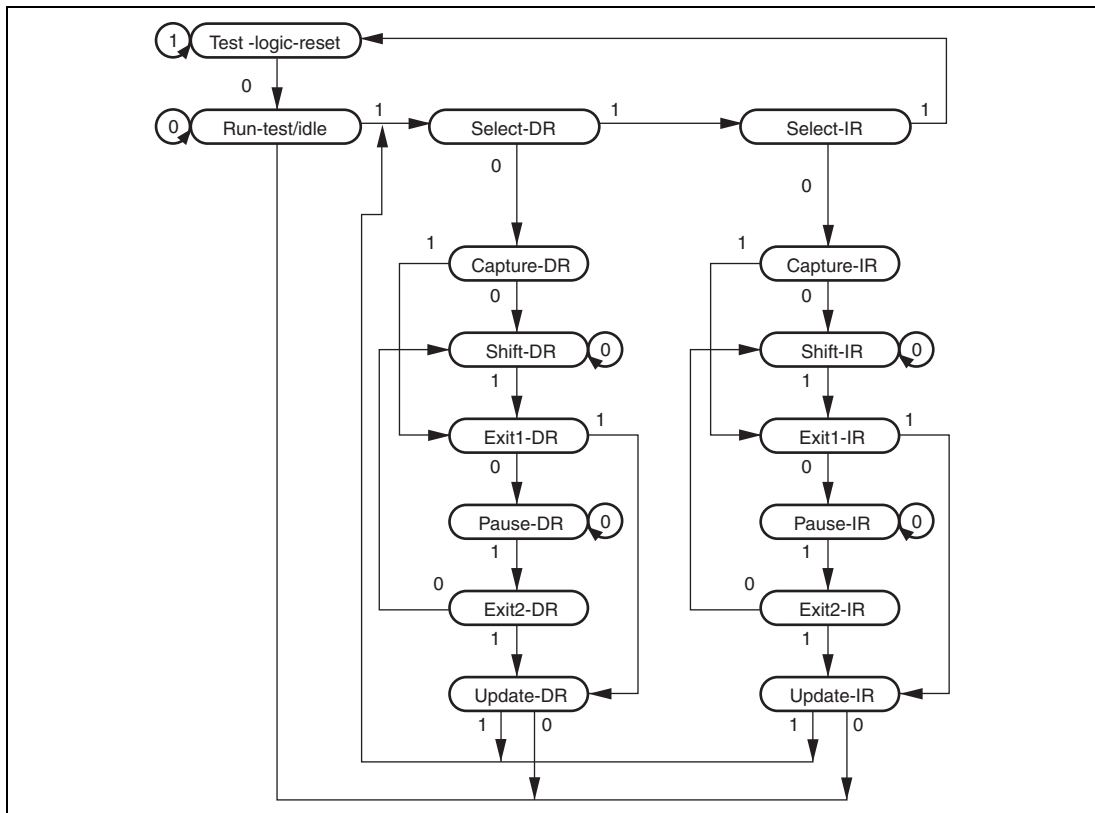 1 Test -logic-reset
0
0 Run-test/idle 1 Select-DR 1 Select-IR 1
0 0
1 1
Capture-DR Capture-IR
0 0
Shift-DR 0 Shift-IR 0
1 1
Exit1-DR 1 Exit1-IR 1
0 0
Pause-DR 0 Pause-IR 0
1 1
0 0
Exit2-DR Exit2-IR
1 1
Update-DR Update-IR
1 0 1 0